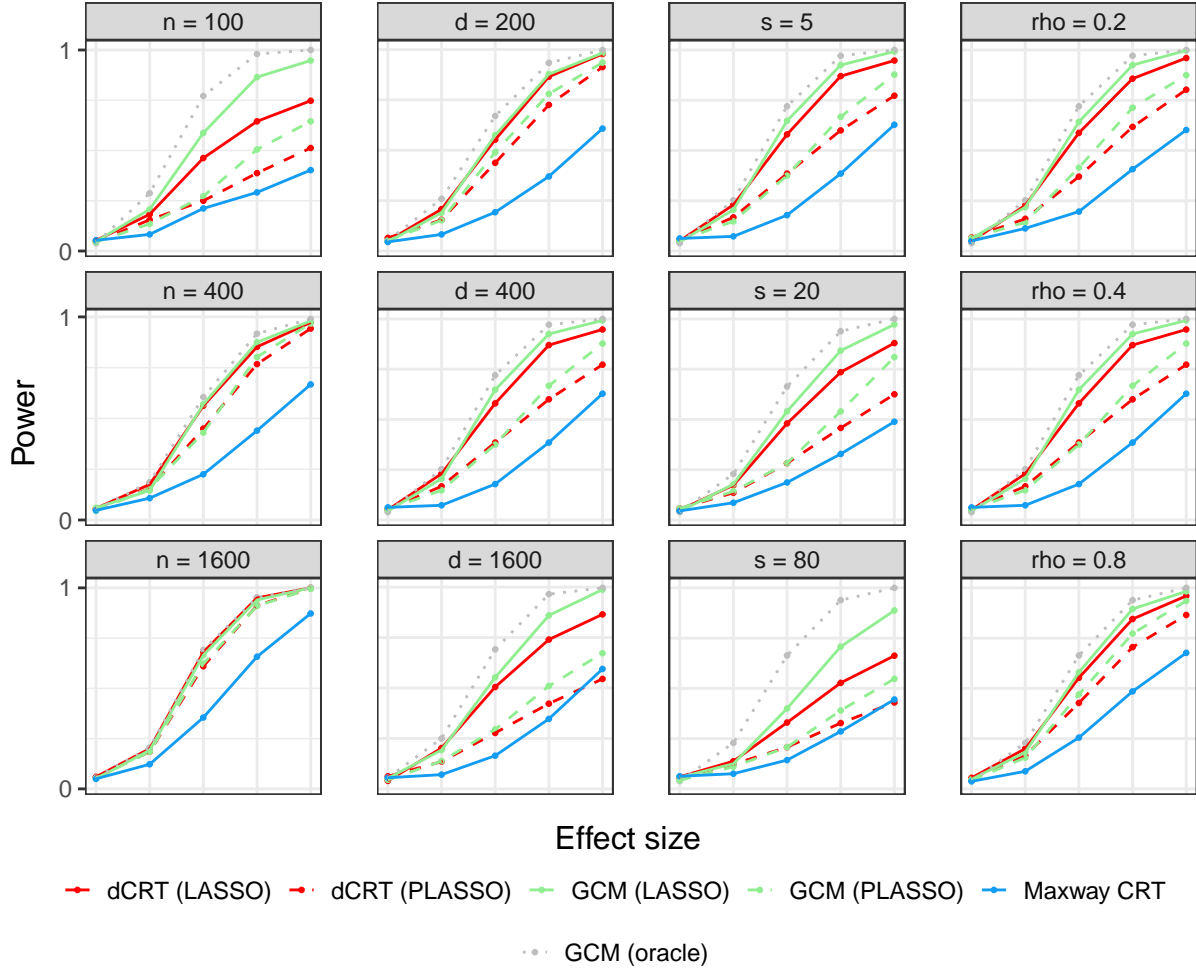 n = 100
d = 200
s = 5
rho = 0.2
1
0
n = 400
d = 400
s = 20
rho = 0.4
1
0
n = 1600
d = 1600
s = 80
rho = 0.8
1
0
Power
Effect size
dCRT (LASSO) dCRT (PLASSO) GCM (LASSO) GCM (PLASSO) Maxway CRT
GCM (oracle)